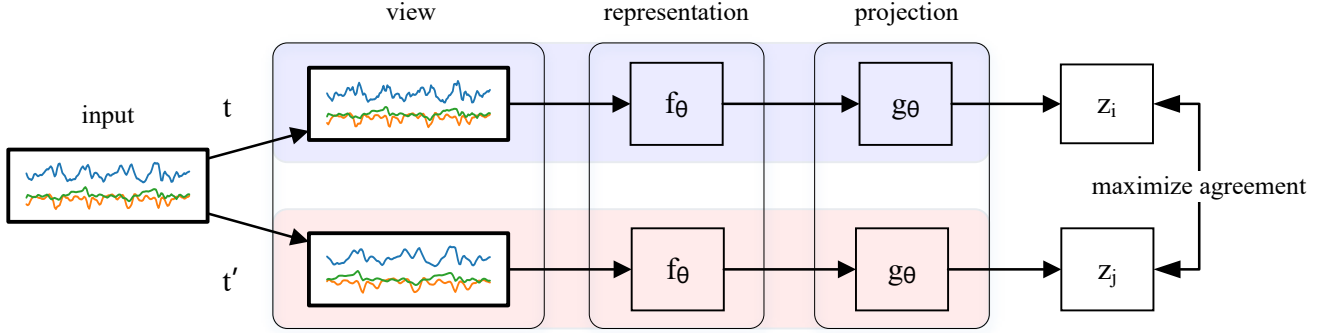 view
representation
projection
input
t
fθ
gθ
zᵢ
maximize agreement
t′
fθ
gθ
zⱼ